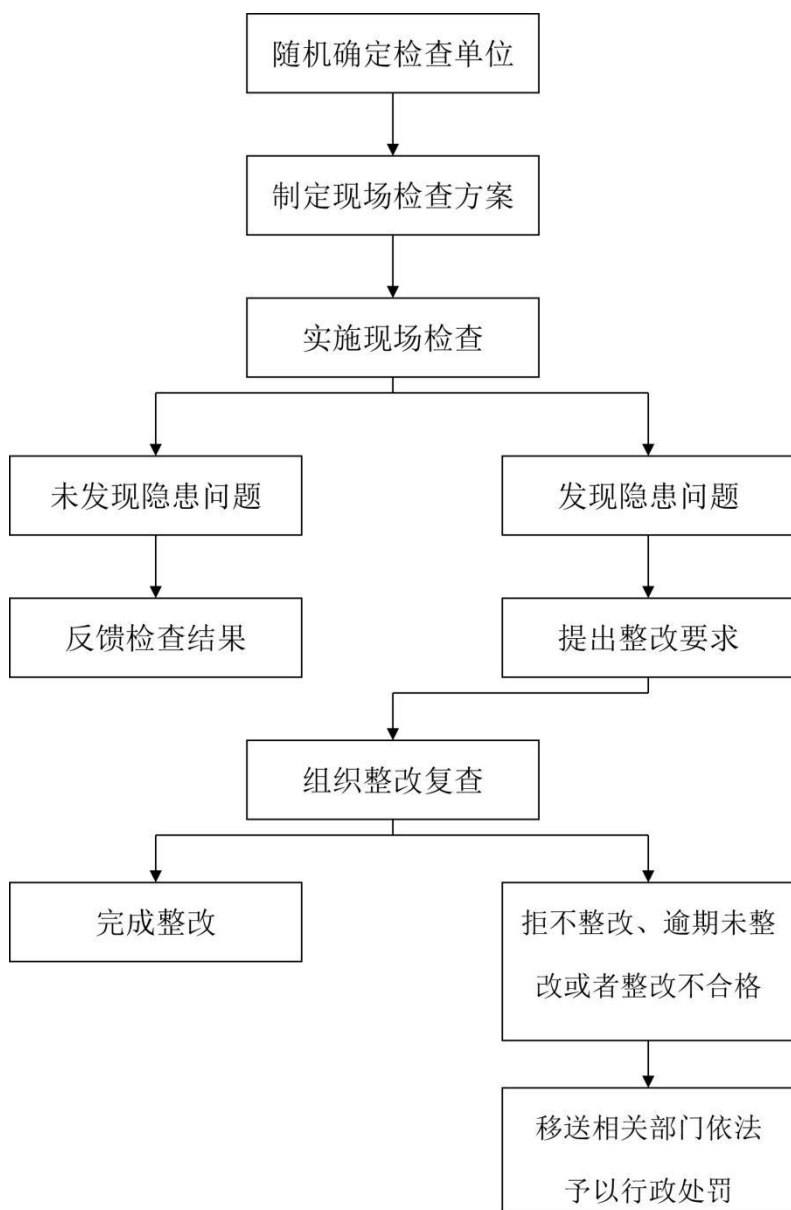 随机确定检查单位
制定现场检查方案
实施现场检查
未发现隐患问题
发现隐患问题
反馈检查结果
提出整改要求
组织整改复查
完成整改
拒不整改、逾期未整
改或者整改不合格
移送相关部门依法
予以行政处罚